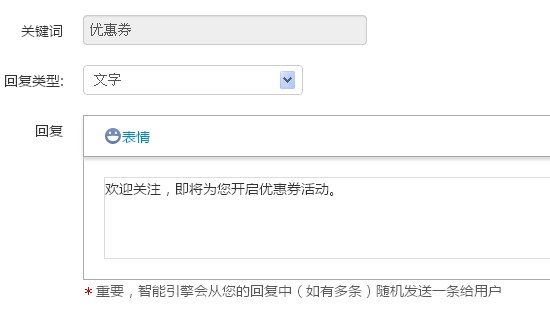 关键词 优惠劵
回复类型: 文字
回复 表情
欢迎关注，即将为您开启优惠劵活动。
* 重要，智能引擎会从您的回复中（如有多条）随机发送一条给用户